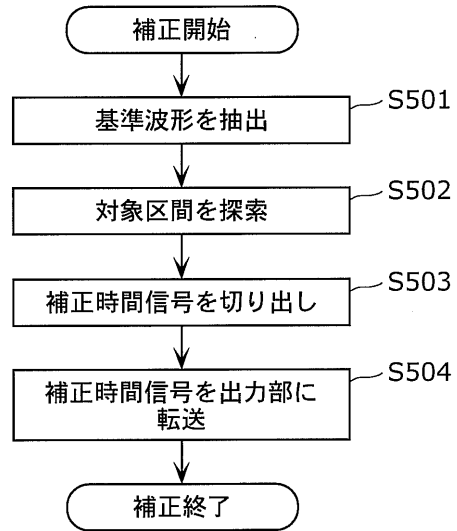 補正開始
基準波形を抽出
S501
対象区間を探索
S502
補正時間信号を切り出し
S503
補正時間信号を出力部に
転送
S504
補正終了